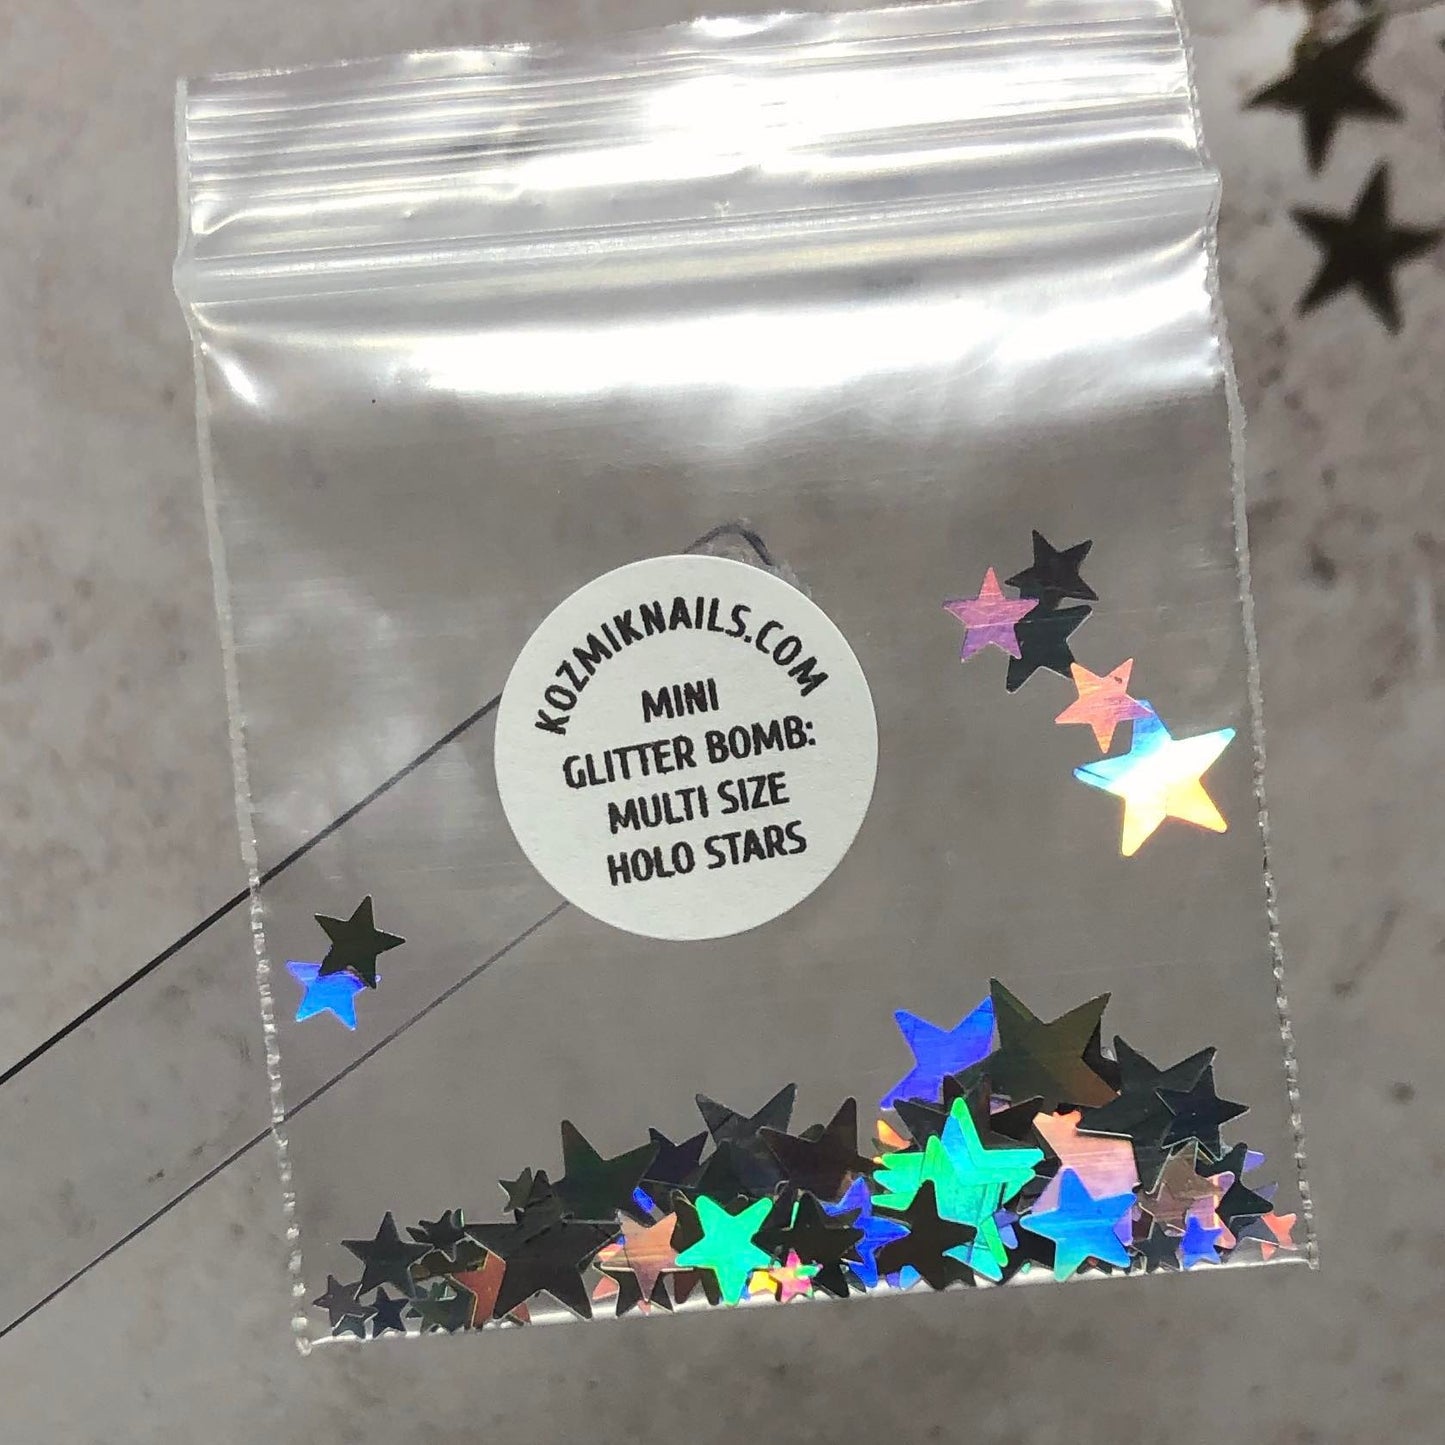 KOZMIKNAILS.COM
MINI
GLITTER BOMB:
MULTI SIZE
HOLO STARS